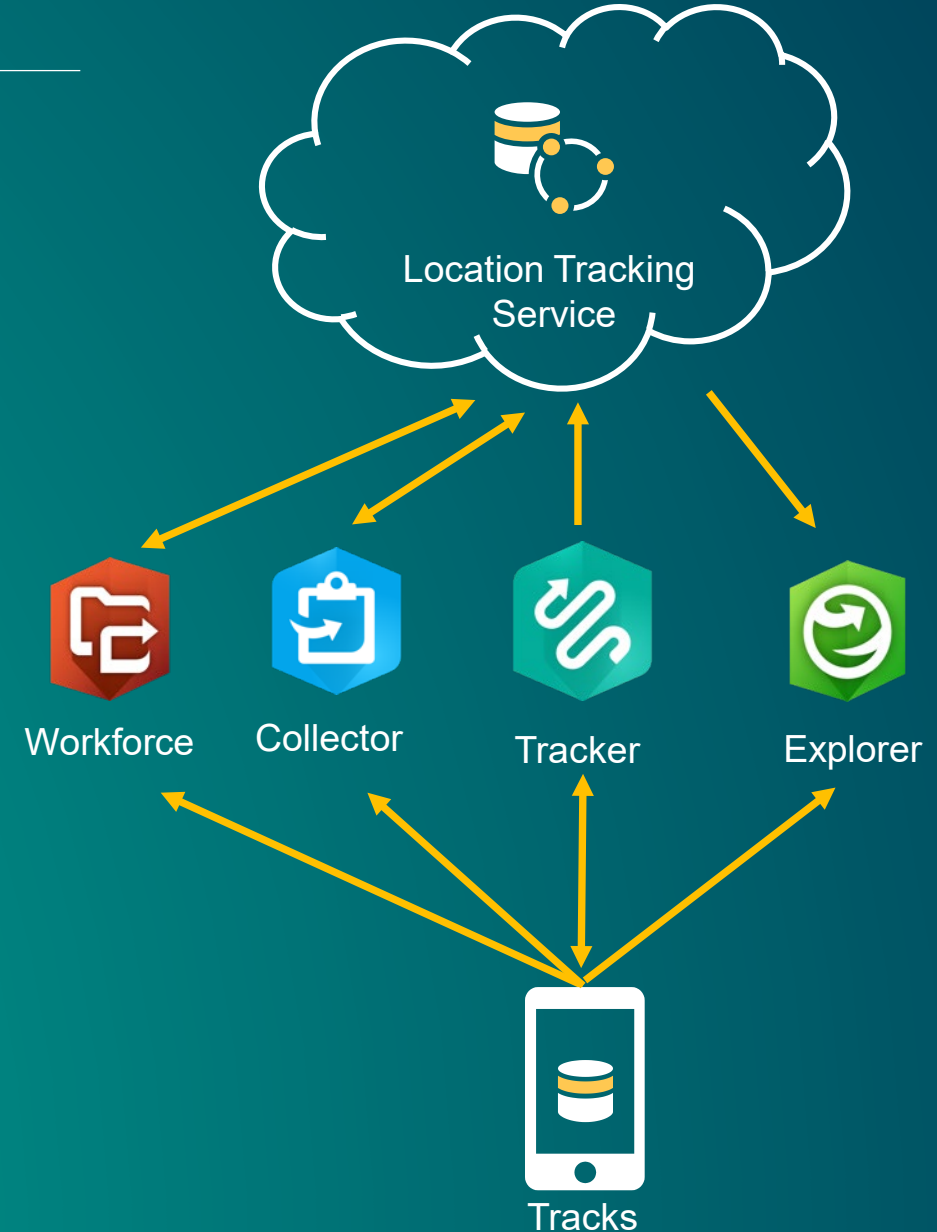 Location Tracking
Service
Workforce
Collector
Tracker
Explorer
Tracks